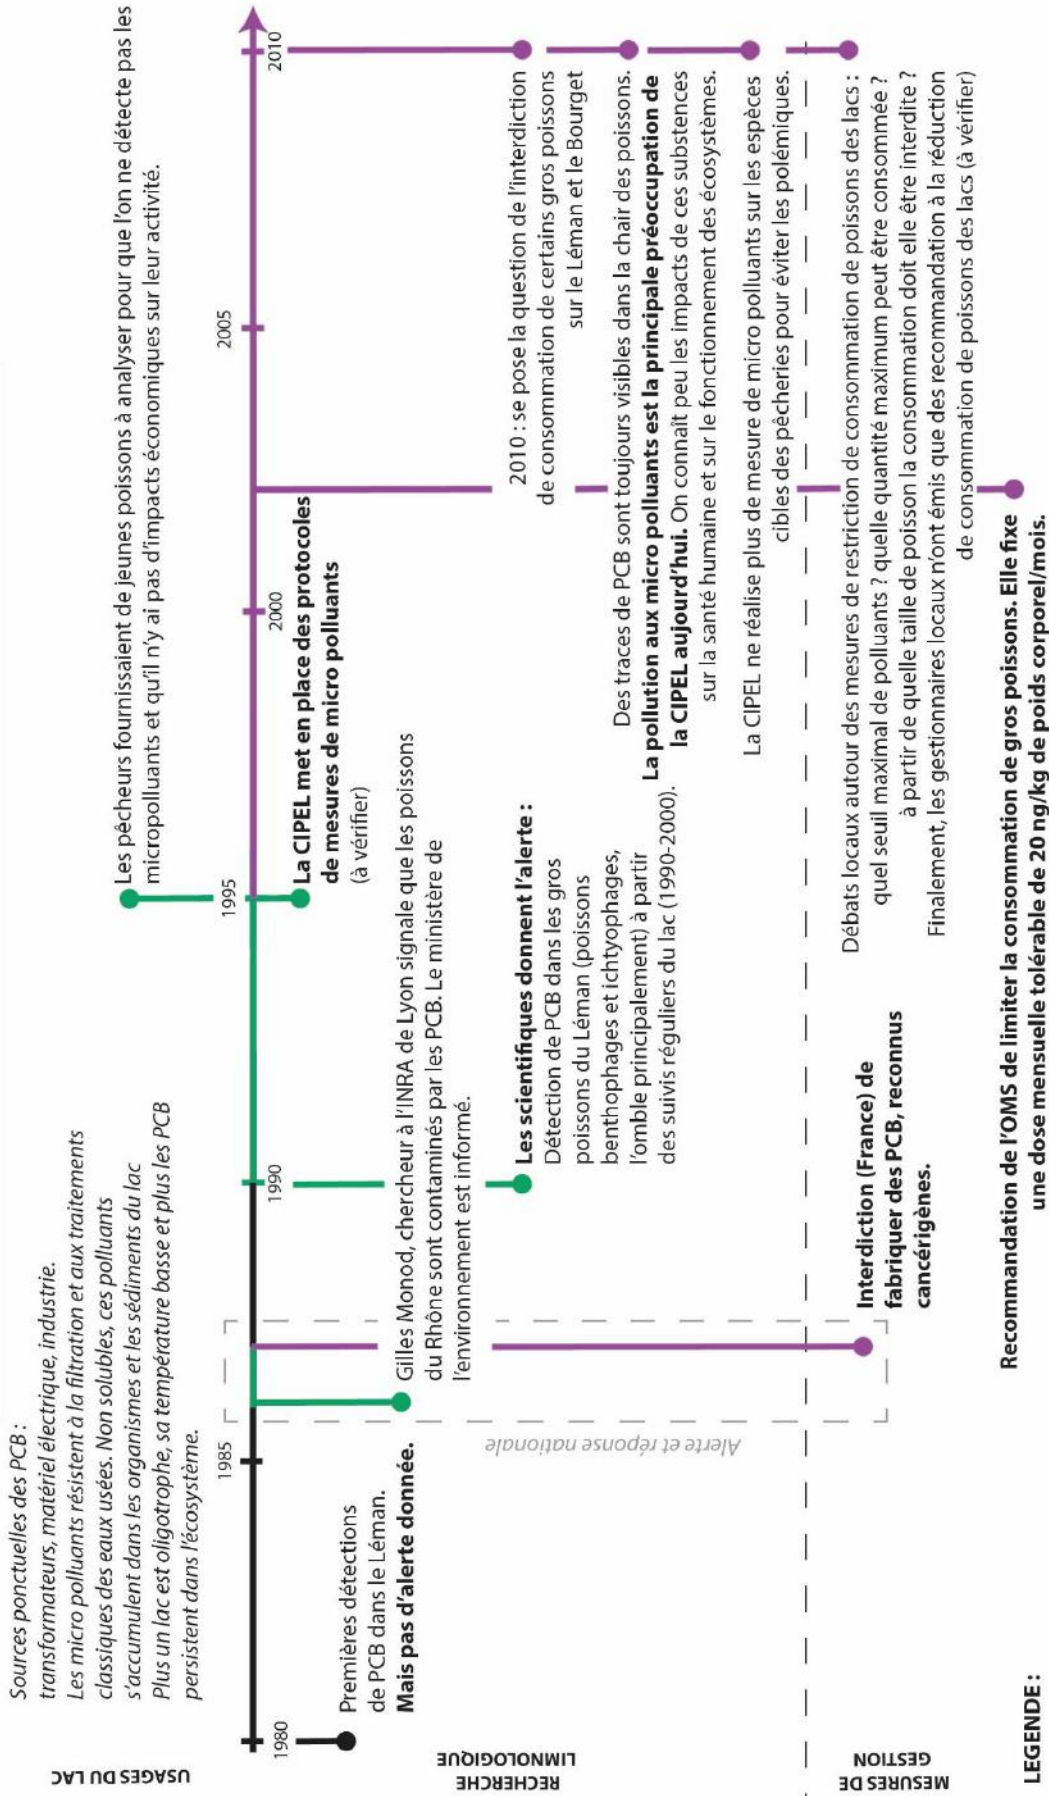 Sources ponctuelles des PCB :
transformateurs, matériel électrique, industrie.
Les micro polluants résistent à la filtration et aux traitements
classiques des eaux usées. Non solubles, ces polluants
s'accumulent dans les organismes et les sédiments du lac
Plus un lac est oligotrophe, sa température basse et plus les PCB
persistent dans l'écosystème.
Les pêcheurs fournissaient de jeunes poissons à analyser pour que l'on ne détecte pas les
micropolluants et qu'il n'y ai pas d'impacts économiques sur leur activité.
USAGES DU LAC
1980
1985
1990
1995
2000
2005
2010
RECHERCHE
LIMNOLOGIQUE
Premières détections
de PCB dans le Léman.
Mais pas d'alerte donnée.
Alerte et réponse nationale
Gilles Monod, chercheur à l'INRA de Lyon signale que les poissons
du Rhône sont contaminés par les PCB. Le ministère de
l'environnement est informé.
Les scientifiques donnent l'alerte :
Détection de PCB dans les gros
poissons du Léman (poissons
benthophages et ichtyophages,
l'omble principalement) à partir
des suivis réguliers du lac (1990-2000).
La CIPEL met en place des protocoles
de mesures de micro polluants
(à vérifier)
2010 : se pose la question de l'interdiction
de consommation de certains gros poissons
sur le Léman et le Bourget
Des traces de PCB sont toujours visibles dans la chair des poissons.
La pollution aux micro polluants est la principale préoccupation de
la CIPEL aujourd'hui. On connaît peu les impacts de ces substences
sur la santé humaine et sur le fonctionnement des écosystèmes.
La CIPEL ne réalise plus de mesure de micro polluants sur les espèces
cibles des pêcheries pour éviter les polémiques.
MESURES DE
GESTION
Interdiction (France) de
fabriquer des PCB, reconnus
cancérigènes.
Débats locaux autour des mesures de restriction de consommation de poissons des lacs :
quel seuil maximal de polluants ? quelle quantité maximum peut être consommée ?
à partir de quelle taille de poisson la consommation doit elle être interdite ?
Finalement, les gestionnaires locaux n'ont émis que des recommandation à la réduction
de consommation de poissons des lacs (à vérifier)
Recommandation de l'OMS de limiter la consommation de gros poissons. Elle fixe
une dose mensuelle tolérable de 20 ng/kg de poids corporel/mois.
LEGENDE :